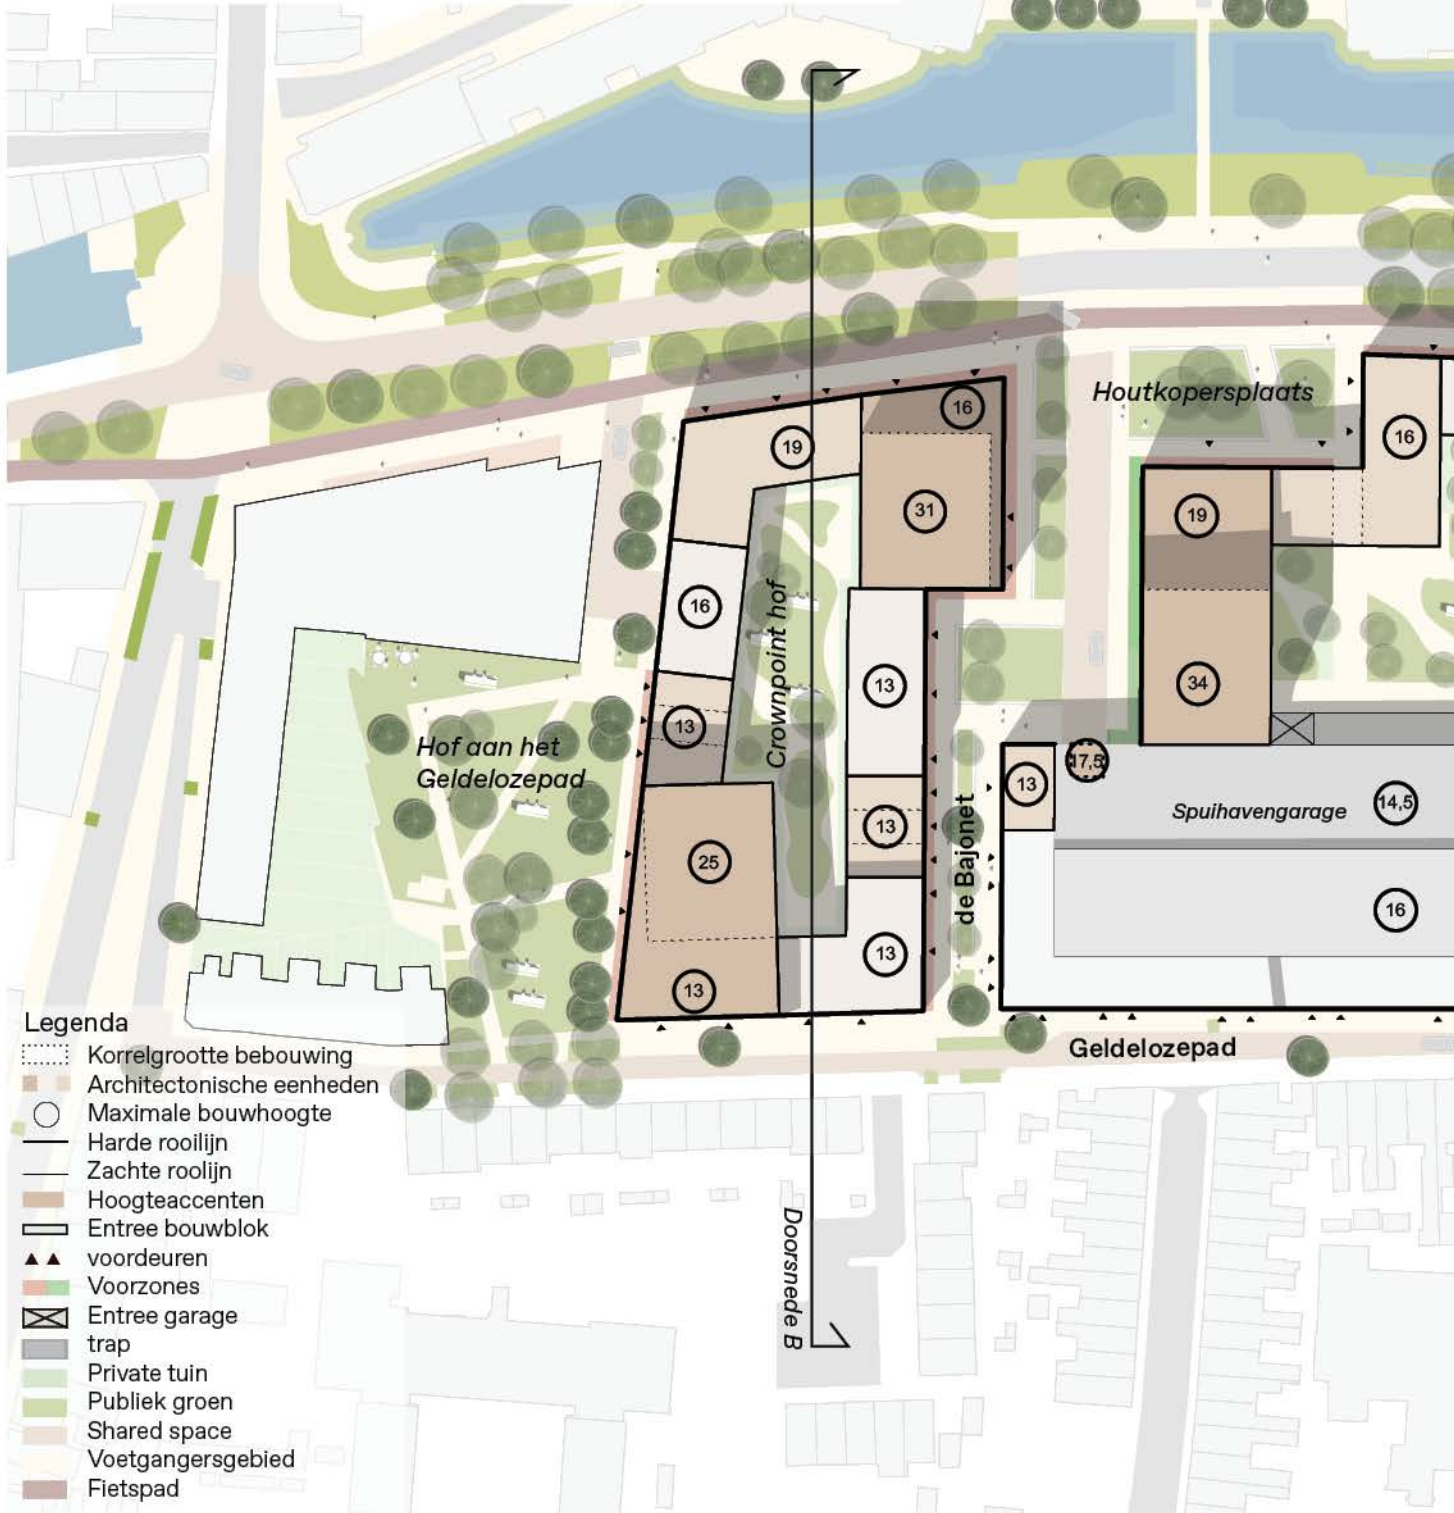 Houtkopersplaats
16
16
19
31
19
16
Crownpoint hof
34
13
13
Hof aan het
Geldelozepad
17,5
13
14,5
Spuihavengarage
13
25
de Bajonet
16
13
13
Geldelozepad
Doorsnede B
Legenda
Korrelgrootte bebouwing
Architectonische eenheden
Maximale bouwhoogte
Harde rooilijn
Zachte roolijn
Hoogteaccenten
Entree bouwblok
voordeuren
Voorzones
Entree garage
trap
Private tuin
Publiek groen
Shared space
Voetgangersgebied
Fietspad